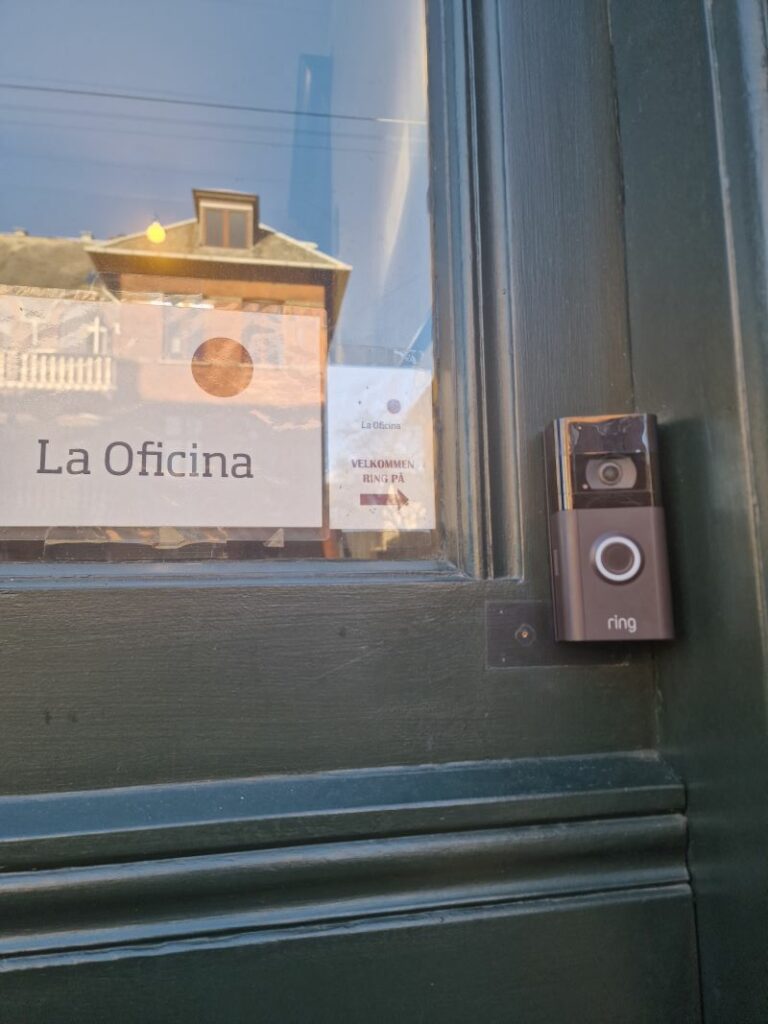 La Oficina
La Oficina
VELKOMMEN
RING PÅ
ring